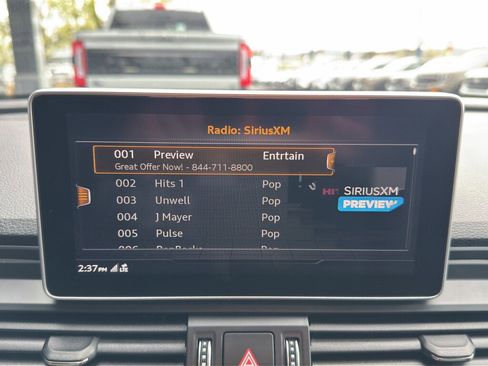 Radio: SiriusXM
001 Preview Entrtain
Great Offer Now! - 844-711-8800
002 Hits 1 Pop
003 Unwell Pop
004 J Mayer Pop
005 Pulse Pop
SIRIUSXM
PREVIEW
2:37PM LTE